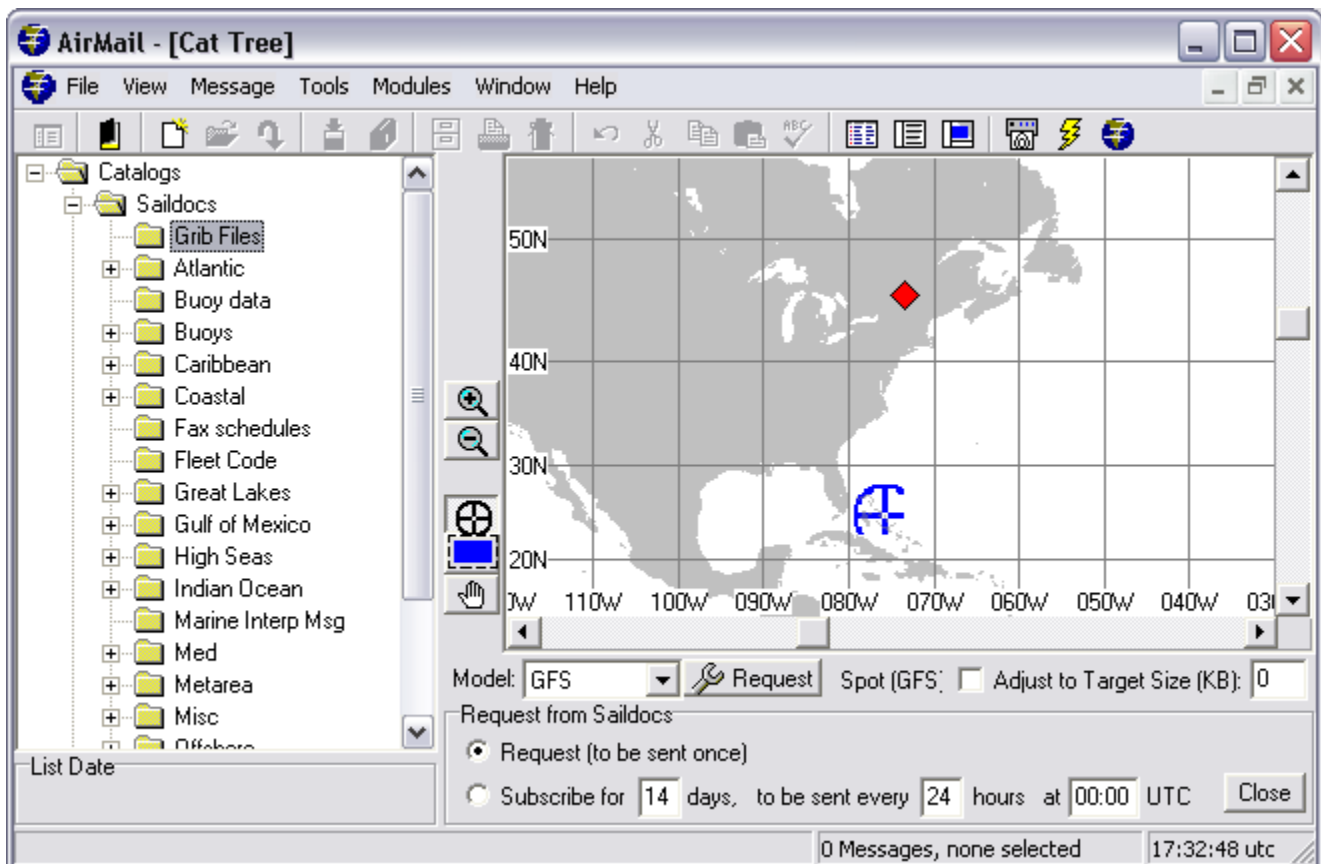 AirMail - [Cat Tree]
File View Message Tools Modules Window Help
ABC
Catalogs
Saildocs
Grib Files
Atlantic
Buoy data
Buoys
Caribbean
Coastal
Fax schedules
Fleet Code
Great Lakes
Gulf of Mexico
High Seas
Indian Ocean
Marine Interp Msg
Med
Metarea
Misc
Offshore
List Date
50N
40N
30N
20N
110W 100W 090W 080W 070W 060W 050W 040W
Model: GFS Request Spot (GFS) Adjust to Target Size (KB): 0
Request from Saildocs
Request (to be sent once)
Subscribe for 14 days, to be sent every 24 hours at 00:00 UTC Close
0 Messages, none selected 17:32:48 utc